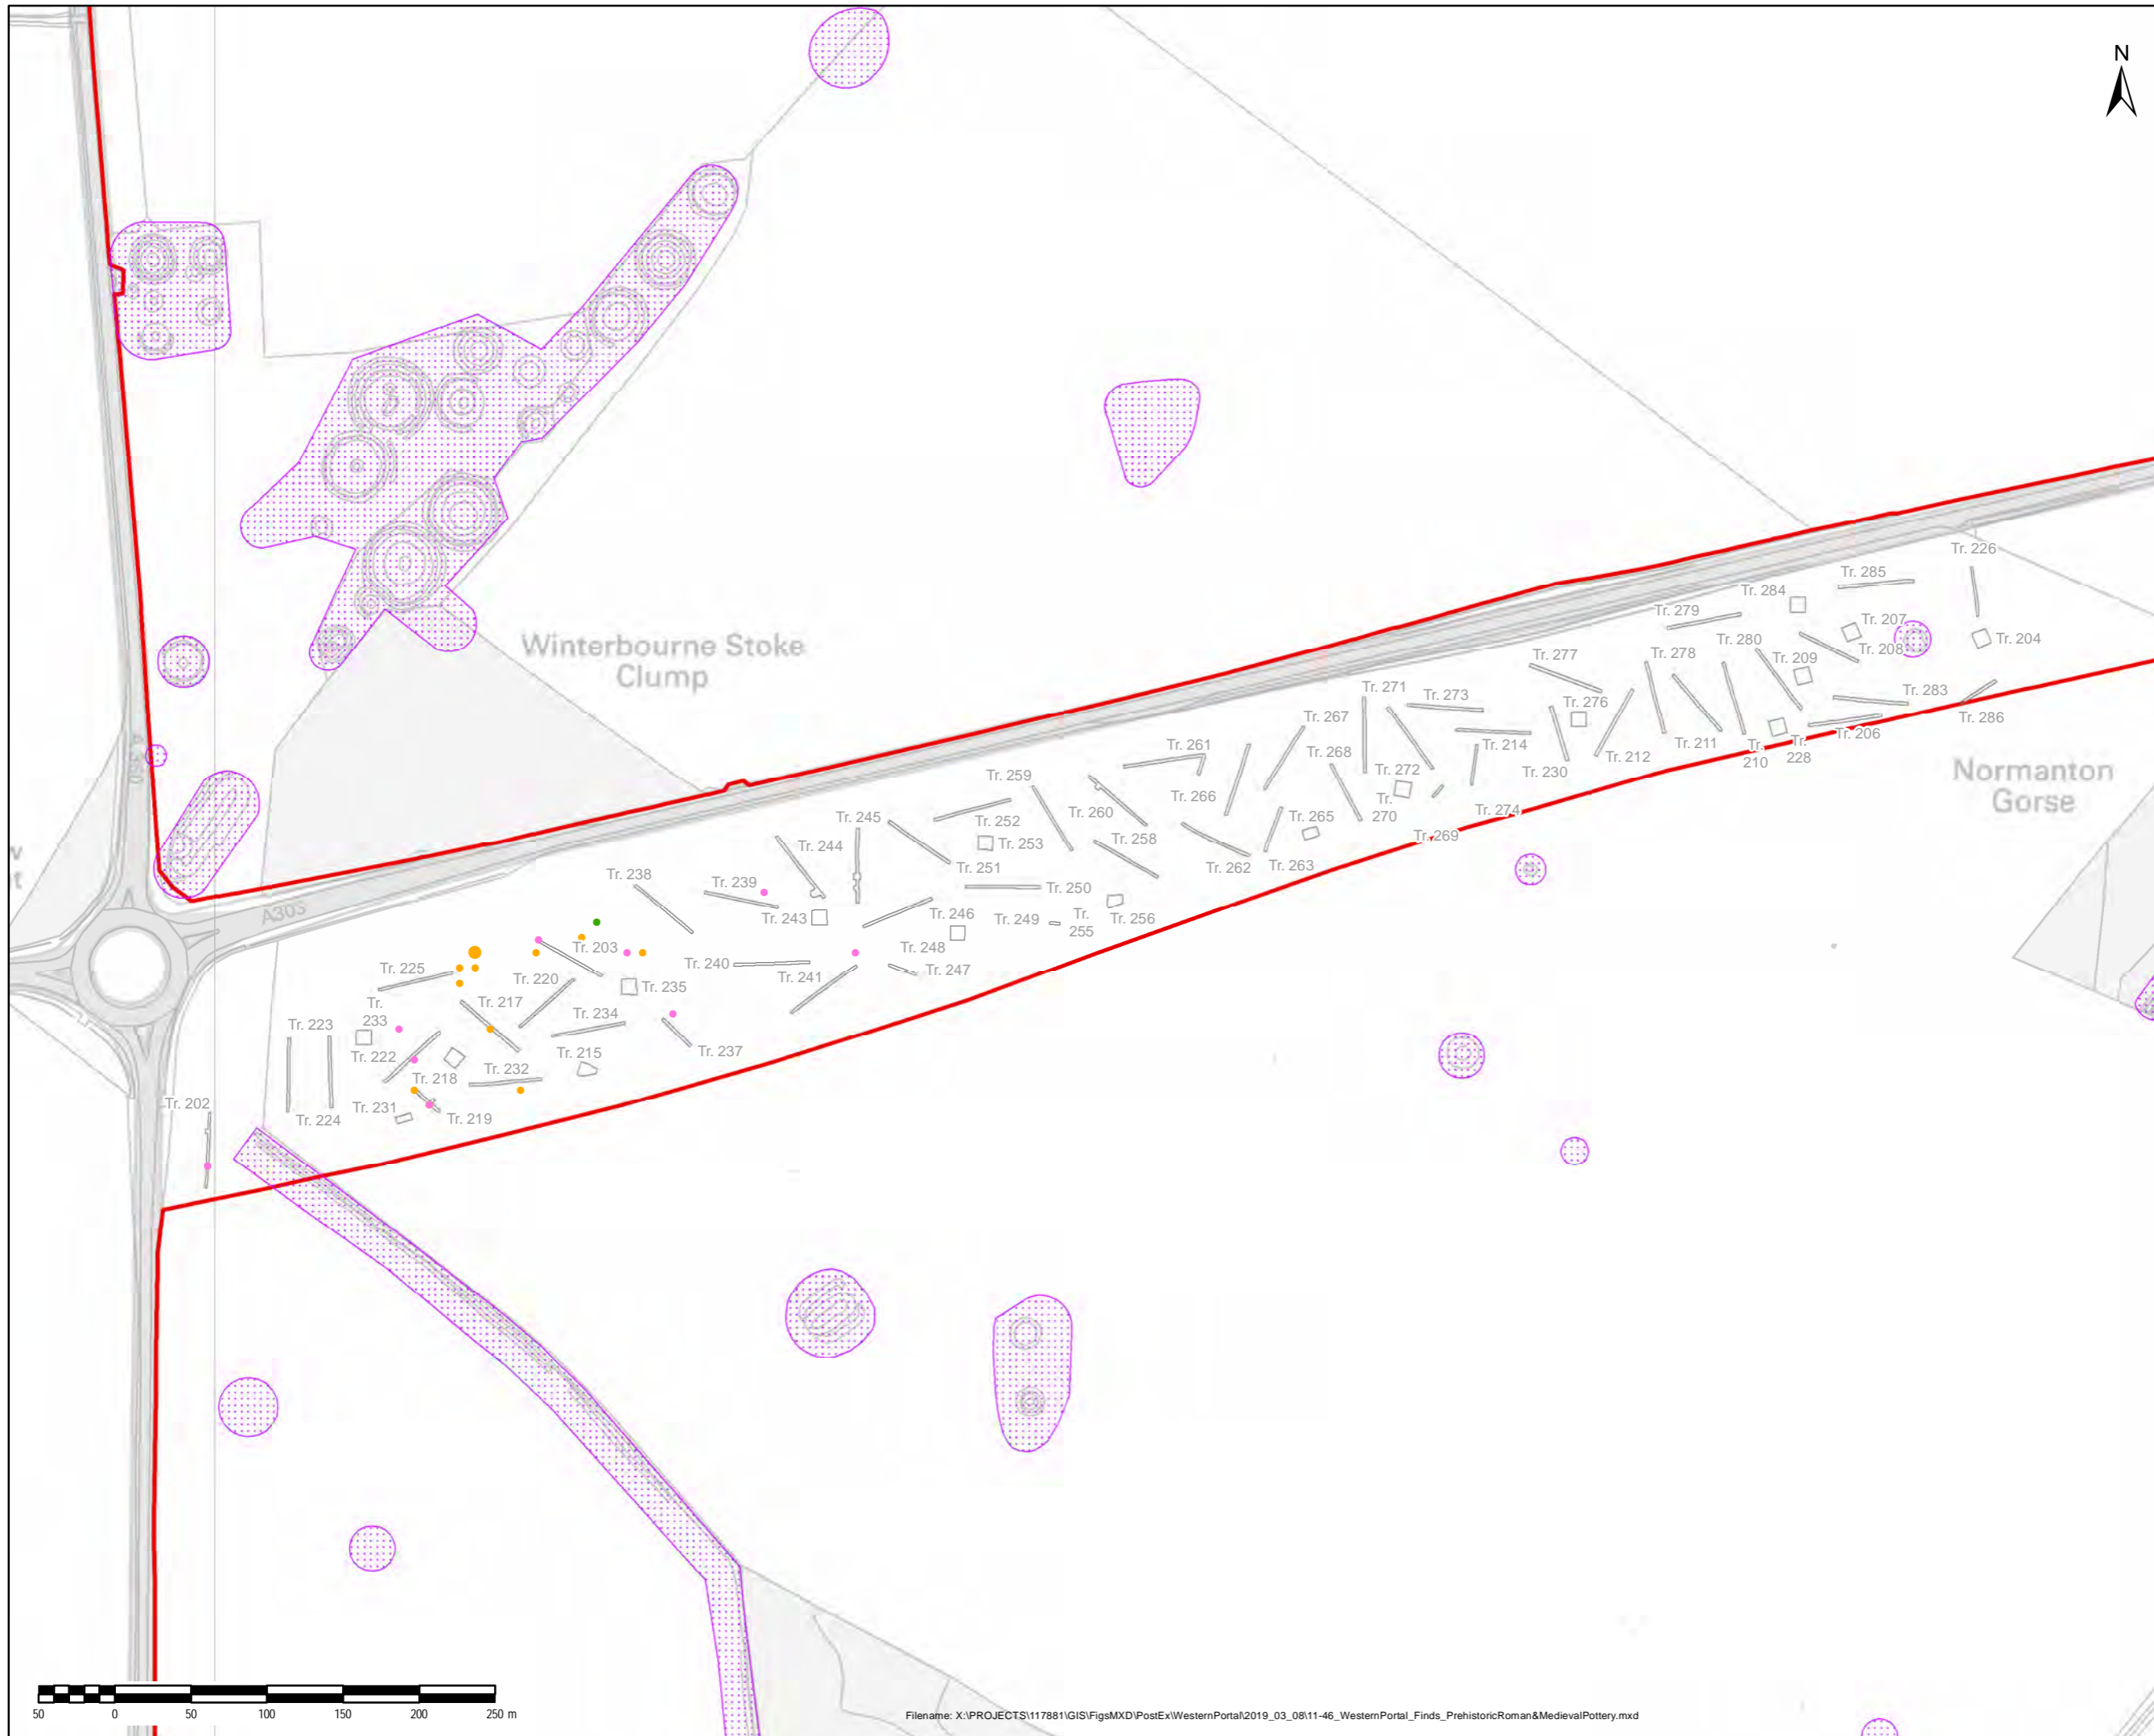 N
Tr. 226
Tr. 285
Tr. 284
Tr. 279
Tr. 207
Tr. 204
Tr. 280
Tr. 208
Winterbourne Stoke
Clump
Tr. 277
Tr. 278
Tr. 209
Tr. 271
Tr. 273
Tr. 283
Tr. 276
Tr. 286
Tr. 267
Tr. 206
Tr. 214
Tr. 211
Tr.
210
Tr.
228
Tr. 261
Tr. 268
Tr. 212
Tr. 230
A360
Normanton
Gorse
Tr. 259
Tr. 272
Tr. 266
Tr.
270
Tr. 274
Tr. 260
Tr. 265
Tr. 245
Tr. 252
Tr. 269
Tr. 244
Tr. 253
Tr. 258
Tr. 251
Tr. 262
Tr. 263
Tr. 238
Tr. 239
Tr. 250
A303
Tr. 243
Tr. 246
Tr. 249
Tr.
255
Tr. 256
Tr. 203
Tr. 248
Tr. 240
Tr. 247
Tr. 225
Tr. 220
Tr. 241
Tr. 235
Tr. 217
Tr.
233
Tr. 223
Tr. 234
Tr. 222
Tr. 215
Tr. 237
Tr. 218
Tr. 232
Tr. 202
Tr. 231
Tr. 219
Tr. 224
50 0 50 100 150 200 250 m
Filename: X:\PROJECTS\117881\GIS\FigsMXD\PostEx\WesternPortal\2019_03_08\11-46_WesternPortal_Finds_PrehistoricRoman&MedievalPottery.mxd